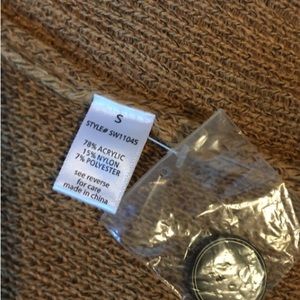 S
STYLE# SW11045
78% ACRYLIC
15% NYLON
7% POLYESTER
see reverse
for care
made in china